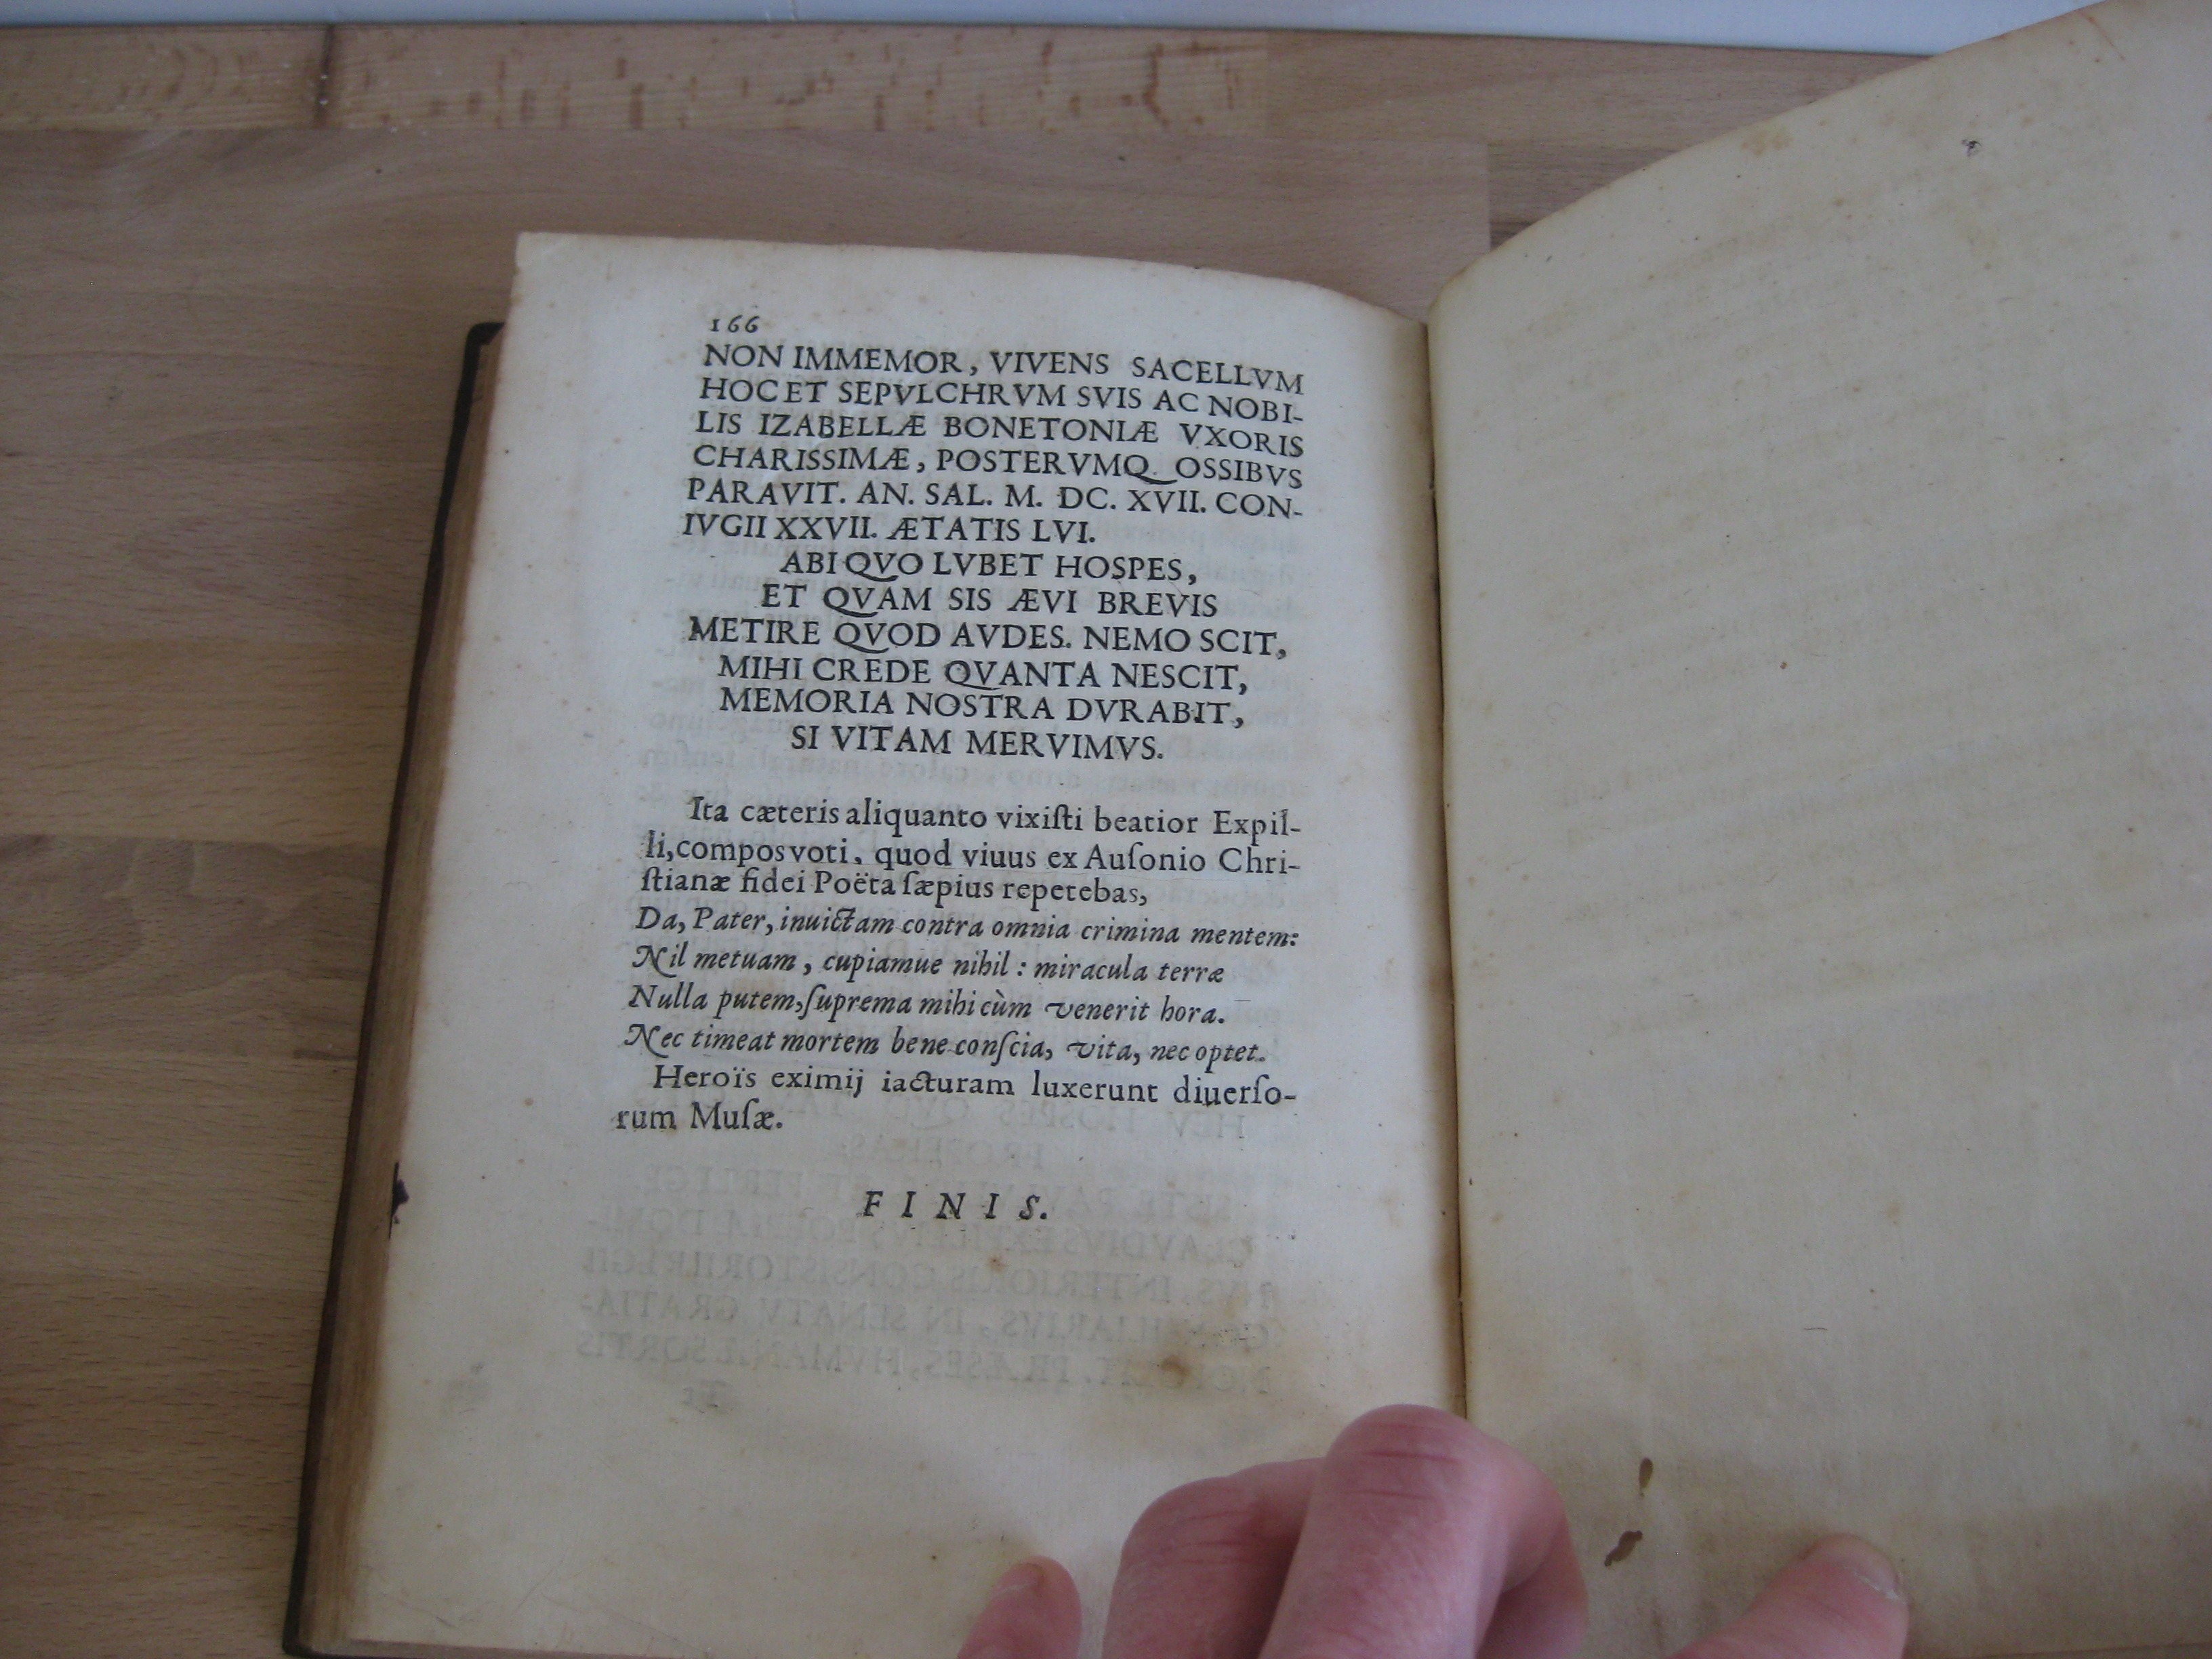 166
NON IMMEMOR, VIVENS SACELLVM
HOC ET SEPVLCHRVM SVIS AC NOBI-
LIS IZABELLÆ BONETONIÆ VXORIS
CHARISSIMÆ, POSTERVMQ OSSIBVS
PARAVIT. AN. SAL. M. DC. XVII. CON-
IVGII XXVII. ÆTATIS LVI.
ABI QVO LVBET HOSPES,
ET QVAM SIS ÆVI BREVIS
METIRE QVOD AVDES. NEMO SCIT,
MIHI CREDE QVANTA NESCIT,
MEMORIA NOSTRA DVRABIT,
SI VITAM MERVIMVS.
Ita cæteris aliquanto vixiſti beatior Expil-
li, compos voti, quod viuus ex Auſonio Chri-
ſtianæ fidei Poëta ſæpius repetebas,
Da, Pater, inuictam contra omnia crimina mentem:
Nil metuam, cupiamue nihil: miracula terræ
Nulla putem, ſuprema mihi cùm venerit hora.
Nec timeat mortem bene conſcia, vita, nec optet.
Heroïs eximij iacturam luxerunt diuerſo-
rum Muſæ.
FINIS.